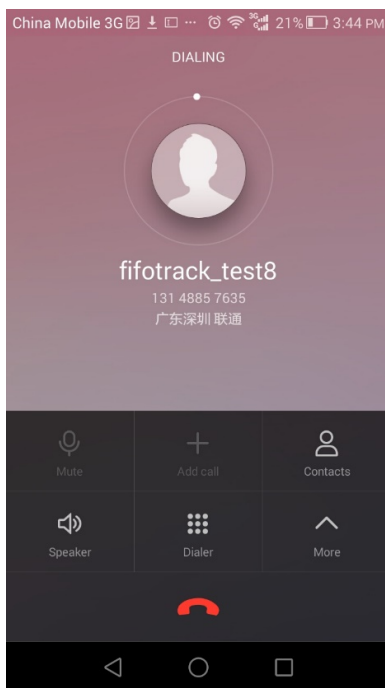 China Mobile 3G 3G G 21% 3:44 PM
DIALING
fifotrack_test8
131 4885 7635
广东深圳 联通
Mute Add call Contacts
Speaker Dialer More